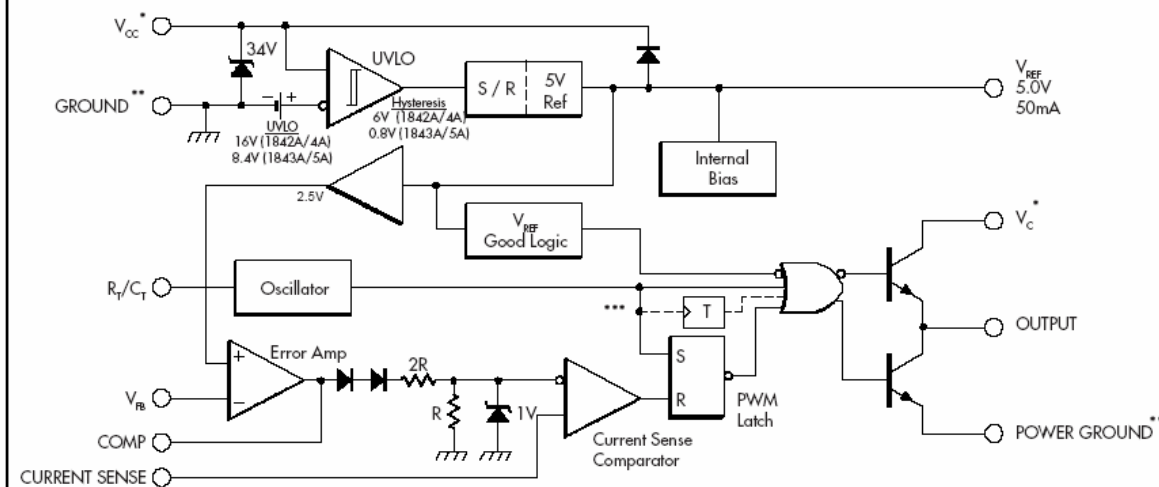 VCC*
34V
UVLO
GROUND**
− +
UVLO
16V (1842A/4A)
8.4V (1843A/5A)
Hysteresis
6V (1842A/4A)
0.8V (1843A/5A)
S / R
5V
Ref
VREF
5.0V
50mA
Internal
Bias
2.5V
VREF
Good Logic
VC*
RT/CT
Oscillator
***
T
OUTPUT
Error Amp
+
−
2R
R
1V
S
R
PWM
Latch
VFB
COMP
Current Sense
Comparator
POWER GROUND**
CURRENT SENSE